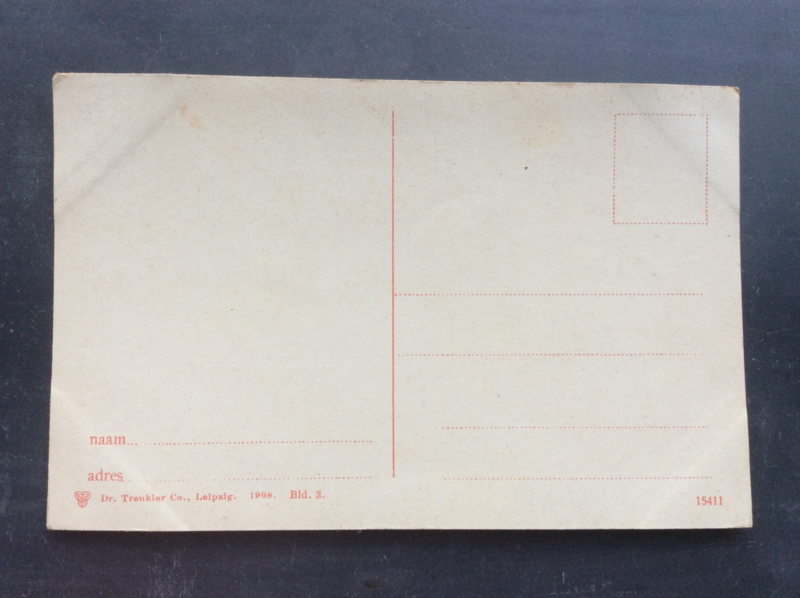 naam
adres
Dr. Trenkler Co., Leipzig. 1908. Bld. 3.
15411